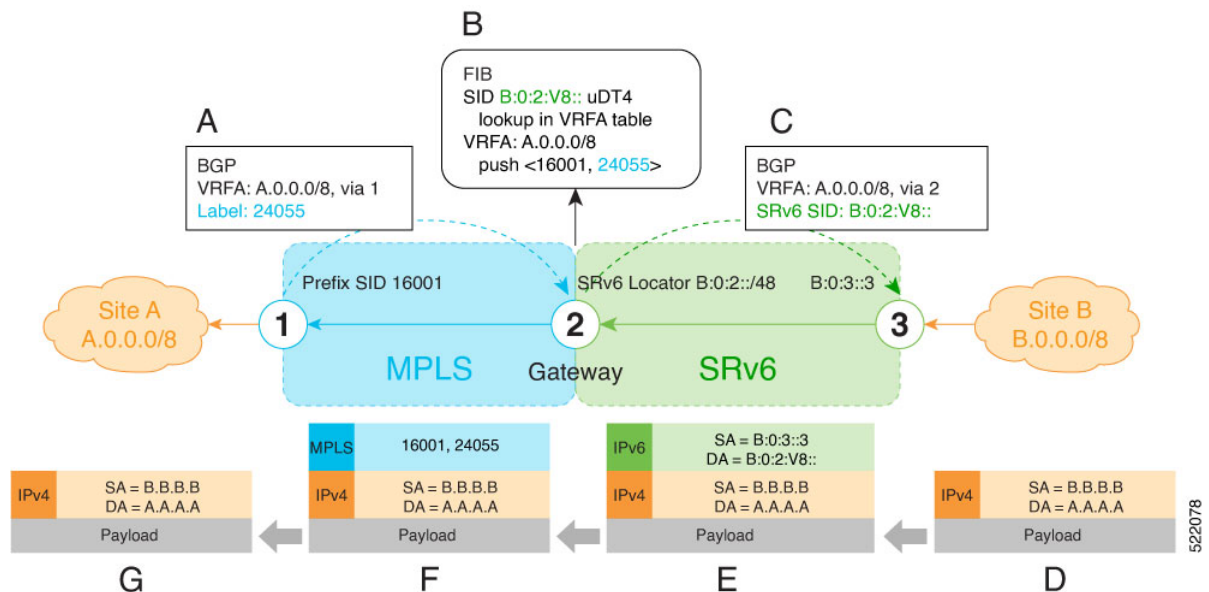 B
FIB
SID B:0:2:V8:: uDT4
lookup in VRFA table
VRFA: A.0.0.0/8
push <16001, 24055>
A
BGP
VRFA: A.0.0.0/8, via 1
Label: 24055
C
BGP
VRFA: A.0.0.0/8, via 2
SRv6 SID: B:0:2:V8::
Prefix SID 16001
SRv6 Locator B:0:2::/48
B:0:3::3
Site A
A.0.0.0/8
1
2
3
Site B
B.0.0.0/8
MPLS
Gateway
SRv6
IPv4
SA = B.B.B.B
DA = A.A.A.A
Payload
G
MPLS
16001, 24055
IPv4
SA = B.B.B.B
DA = A.A.A.A
Payload
F
IPv6
SA = B:0:3::3
DA = B:0:2:V8::
IPv4
SA = B.B.B.B
DA = A.A.A.A
Payload
E
IPv4
SA = B.B.B.B
DA = A.A.A.A
Payload
D
522078